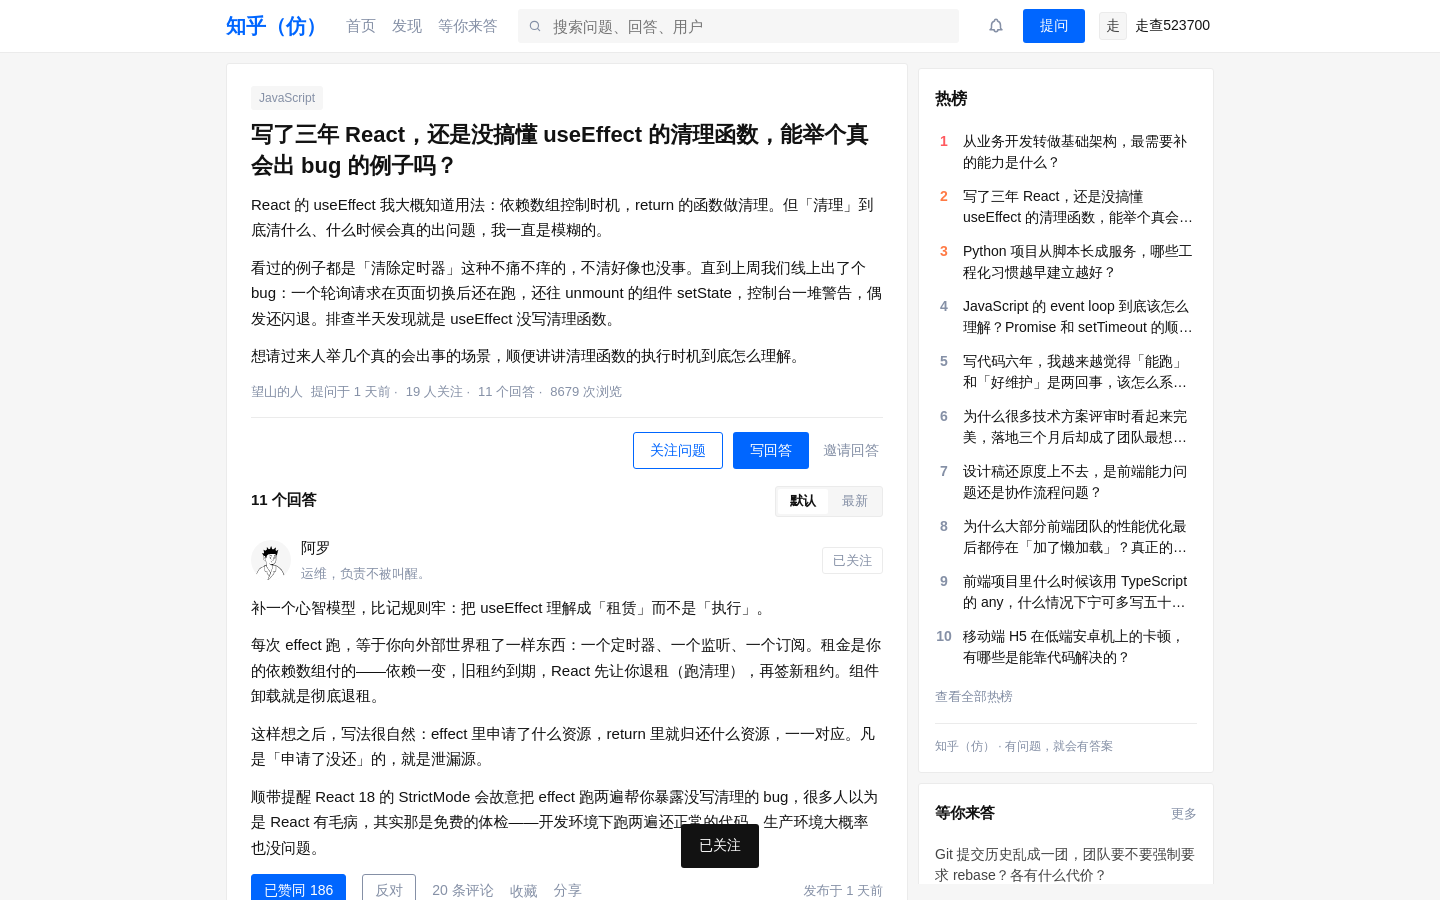 知乎（仿）
首页 发现 等你来答
搜索问题、回答、用户
提问
走 走查523700
JavaScript
写了三年 React，还是没搞懂 useEffect 的清理函数，能举个真
会出 bug 的例子吗？
React 的 useEffect 我大概知道用法：依赖数组控制时机，return 的函数做清理。但「清理」到
底清什么、什么时候会真的出问题，我一直是模糊的。
看过的例子都是「清除定时器」这种不痛不痒的，不清好像也没事。直到上周我们线上出了个
bug：一个轮询请求在页面切换后还在跑，还往 unmount 的组件 setState，控制台一堆警告，偶
发还闪退。排查半天发现就是 useEffect 没写清理函数。
想请过来人举几个真的会出事的场景，顺便讲讲清理函数的执行时机到底怎么理解。
望山的人 提问于 1 天前 · 19 人关注 · 11 个回答 · 8679 次浏览
关注问题 写回答 邀请回答
11 个回答
默认 最新
阿罗
运维，负责不被叫醒。
已关注
补一个心智模型，比记规则牢：把 useEffect 理解成「租赁」而不是「执行」。
每次 effect 跑，等于你向外部世界租了一样东西：一个定时器、一个监听、一个订阅。租金是你
的依赖数组付的——依赖一变，旧租约到期，React 先让你退租（跑清理），再签新租约。组件
卸载就是彻底退租。
这样想之后，写法很自然：effect 里申请了什么资源，return 里就归还什么资源，一一对应。凡
是「申请了没还」的，就是泄漏源。
顺带提醒 React 18 的 StrictMode 会故意把 effect 跑两遍帮你暴露没写清理的 bug，很多人以为
是 React 有毛病，其实那是免费的体检——开发环境下跑两遍还正常的代码，生产环境大概率
也没问题。
已关注
已赞同 186 反对 20 条评论 收藏 分享 发布于 1 天前
热榜
1 从业务开发转做基础架构，最需要补
的能力是什么？
2 写了三年 React，还是没搞懂
useEffect 的清理函数，能举个真会…
3 Python 项目从脚本长成服务，哪些工
程化习惯越早建立越好？
4 JavaScript 的 event loop 到底该怎么
理解？Promise 和 setTimeout 的顺…
5 写代码六年，我越来越觉得「能跑」
和「好维护」是两回事，该怎么系…
6 为什么很多技术方案评审时看起来完
美，落地三个月后却成了团队最想…
7 设计稿还原度上不去，是前端能力问
题还是协作流程问题？
8 为什么大部分前端团队的性能优化最
后都停在「加了懒加载」？真正的…
9 前端项目里什么时候该用 TypeScript
的 any，什么情况下宁可多写五十…
10 移动端 H5 在低端安卓机上的卡顿，
有哪些是能靠代码解决的？
查看全部热榜
知乎（仿） · 有问题，就会有答案
等你来答 更多
Git 提交历史乱成一团，团队要不要强制要
求 rebase？各有什么代价？